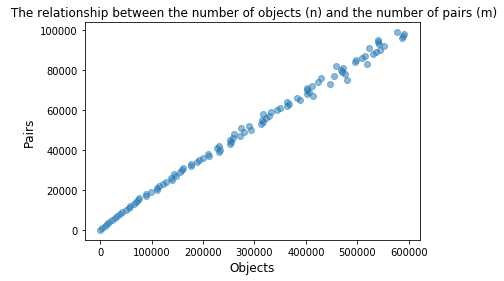 The relationship between the number of objects (n) and the number of pairs (m)
Pairs
100000
80000
60000
40000
20000
0
0 100000 200000 300000 400000 500000 600000
Objects